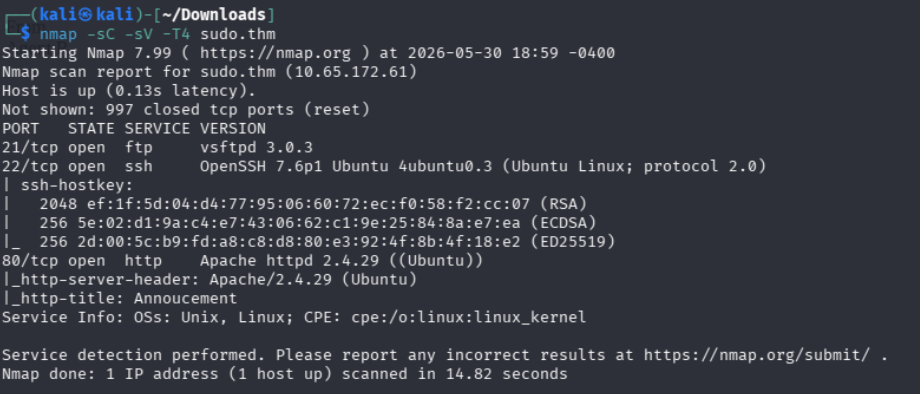 ┌──(kali㉿kali)-[~/Downloads]
└─$ nmap -sC -sV -T4 sudo.thm
Starting Nmap 7.99 ( https://nmap.org ) at 2026-05-30 18:59 -0400
Nmap scan report for sudo.thm (10.65.172.61)
Host is up (0.13s latency).
Not shown: 997 closed tcp ports (reset)
PORT   STATE SERVICE VERSION
21/tcp open  ftp     vsftpd 3.0.3
22/tcp open  ssh     OpenSSH 7.6p1 Ubuntu 4ubuntu0.3 (Ubuntu Linux; protocol 2.0)
| ssh-hostkey:
|   2048 ef:1f:5d:04:d4:77:95:06:60:72:ec:f0:58:f2:cc:07 (RSA)
|   256 5e:02:d1:9a:c4:e7:43:06:62:c1:9e:25:84:8a:e7:ea (ECDSA)
|_  256 2d:00:5c:b9:fd:a8:c8:d8:80:e3:92:4f:8b:4f:18:e2 (ED25519)
80/tcp open  http    Apache httpd 2.4.29 ((Ubuntu))
|_http-server-header: Apache/2.4.29 (Ubuntu)
|_http-title: Annoucement
Service Info: OSs: Unix, Linux; CPE: cpe:/o:linux:linux_kernel

Service detection performed. Please report any incorrect results at https://nmap.org/submit/ .
Nmap done: 1 IP address (1 host up) scanned in 14.82 seconds